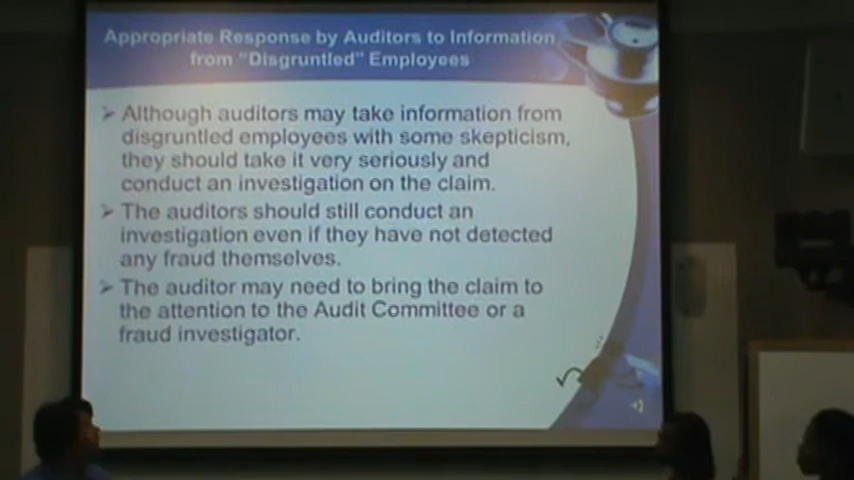 Appropriate Response by Auditors to Information
from "Disgruntled" Employees
Although auditors may take information from
disgruntled employees with some skepticism,
they should take it very seriously and
conduct an investigation on the claim.
The auditors should still conduct an
investigation even if they have not detected
any fraud themselves.
The auditor may need to bring the claim to
the attention to the Audit Committee or a
fraud investigator.